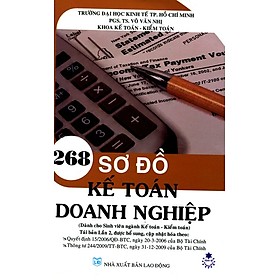 TRƯỜNG ĐẠI HỌC KINH TẾ TP. HỒ CHÍ MINH
PGS. TS. VÕ VĂN NHỊ
KHOA KẾ TOÁN - KIỂM TOÁN
268 SƠ ĐỒ
KẾ TOÁN
DOANH NGHIỆP
(Dành cho Sinh viên ngành Kế toán - Kiểm toán)
Tái bản Lần 2, được bổ sung, cập nhật hóa theo:
Quyết định 15/2006/QĐ-BTC, ngày 20-3-2006 của Bộ Tài Chính
Thông tư 244/2009/TT-BTC, ngày 31-12-2009 của Bộ Tài Chính
NHÀ XUẤT BẢN LAO ĐỘNG